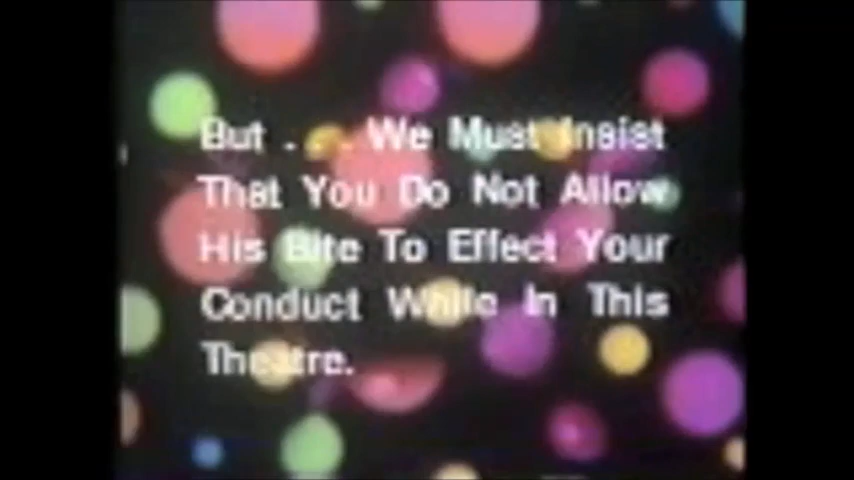 But . . . We Must Insist
That You Do Not Allow
His Bite To Effect Your
Conduct While In This
Theatre.